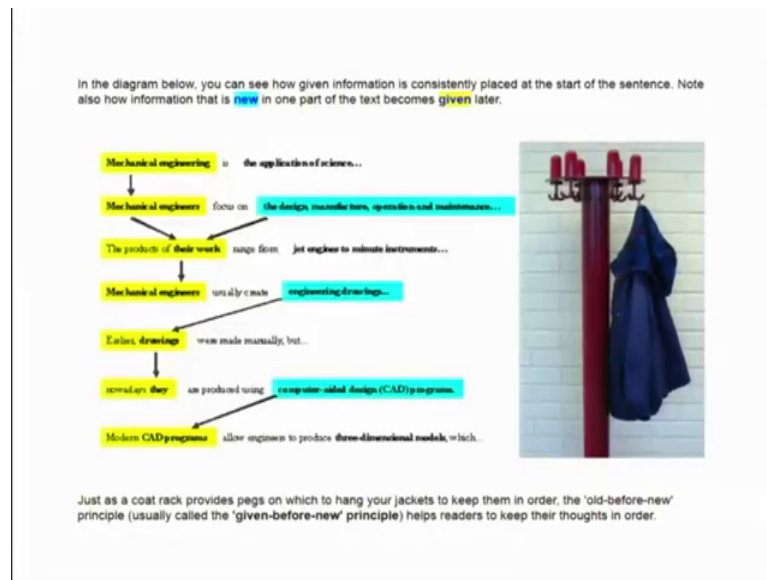 In the diagram below, you can see how given information is consistently placed at the start of the sentence. Note
also how information that is new in one part of the text becomes given later.
Mechanical engineering is the application of science...
Mechanical engineers focus on the design, manufacture, operation and maintenance...
The products of their work range from jet engines to minute instruments...
Mechanical engineers usually create engineering drawings...
Earlier, drawings were made manually, but...
nowadays they are produced using computer-aided design (CAD) programs.
Modern CAD programs allow engineers to produce three-dimensional models, which...
Just as a coat rack provides pegs on which to hang your jackets to keep them in order, the 'old-before-new'
principle (usually called the 'given-before-new' principle) helps readers to keep their thoughts in order.